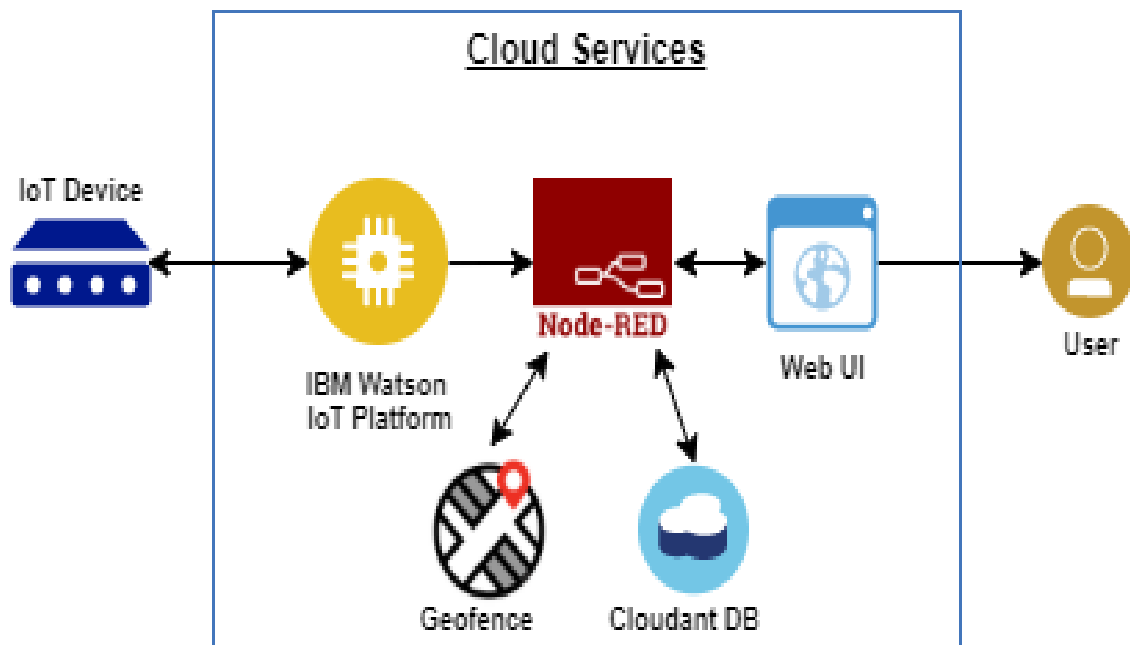 Cloud Services
IoT Device
Node-RED
User
Web UI
IBM Watson
IoT Platform
Geofence
Cloudant DB